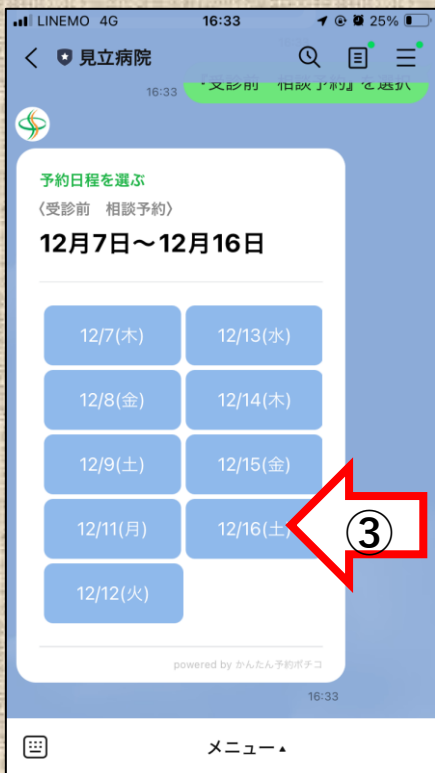 LINEMO 4G 16:33 25%
見立病院
16:33
『受診前 相談予約』を選択
予約日程を選ぶ
〈受診前 相談予約〉
12月7日〜12月16日
12/7(木) 12/13(水)
12/8(金) 12/14(木)
12/9(土) 12/15(金)
12/11(月) 12/16(土)
③
12/12(火)
powered by かんたん予約ポチコ
16:33
メニュー▲